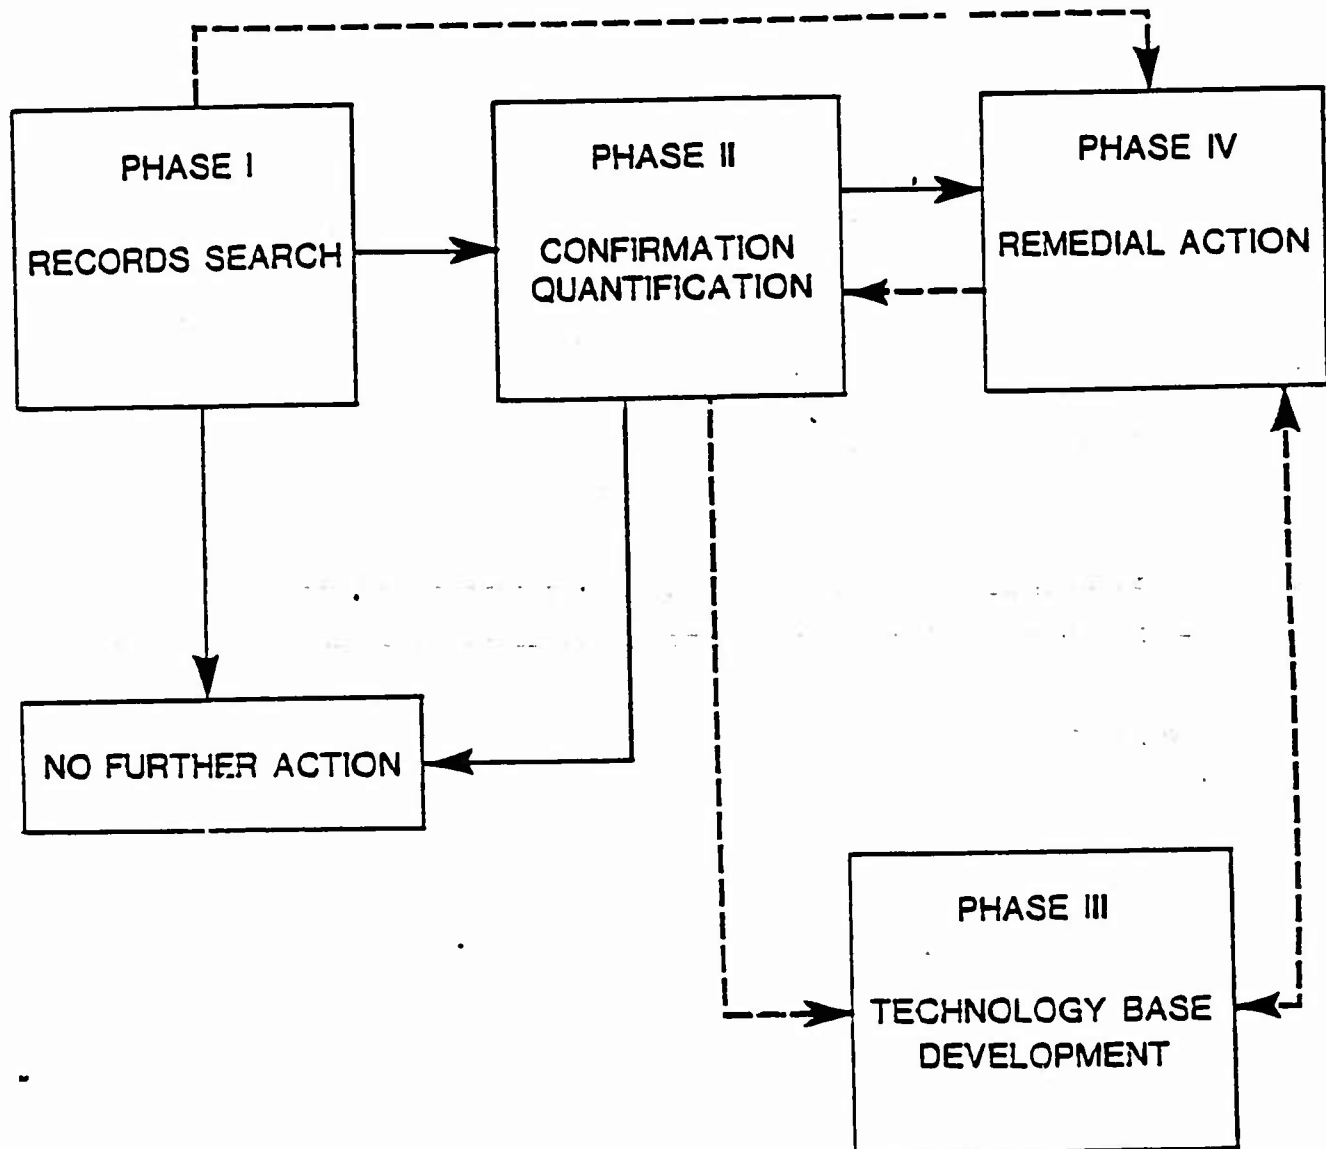 PHASE I
RECORDS SEARCH
PHASE II
CONFIRMATION
QUANTIFICATION
PHASE IV
REMEDIAL ACTION
NO FURTHER ACTION
PHASE III
TECHNOLOGY BASE
DEVELOPMENT